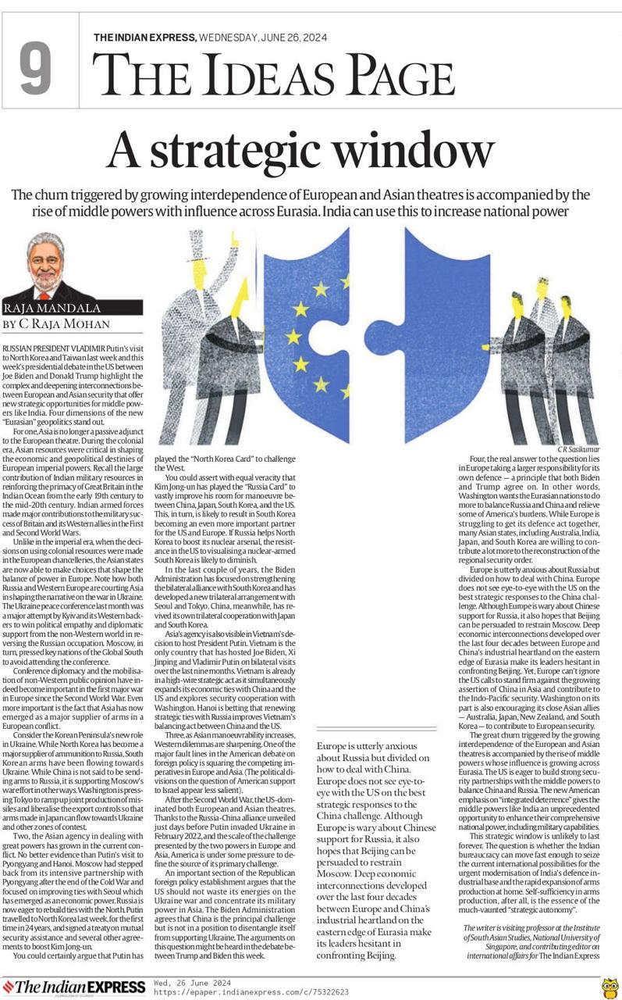 9
THE INDIAN EXPRESS, WEDNESDAY, JUNE 26, 2024
THE IDEAS PAGE
A strategic window
The churn triggered by growing interdependence of European and Asian theatres is accompanied by the
rise of middle powers with influence across Eurasia. India can use this to increase national power
RAJA MANDALA
BY C RAJA MOHAN
RUSSIAN PRESIDENT VLADIMIR Putin's visit
to North Korea and Taiwan last week and this
week's presidential debate in the US between
Joe Biden and Donald Trump highlight the
complex and deepening interconnections be-
tween European and Asian security that offer
new strategic opportunities for middle pow-
ers like India. Four dimensions of the new
“Eurasian” geopolitics stand out.
For one, Asia is no longer a passive adjunct
to the European theatre. During the colonial
era, Asian resources were critical in shaping
the economic and geopolitical destinies of
European imperial powers. Recall the large
contribution of Indian military resources in
reinforcing the primacy of Great Britain in the
Indian Ocean from the early 19th century to
the mid-20th century. Indian armed forces
made major contributions to the military suc-
cess of Britain and its Western allies in the First
and Second World Wars.
Unlike in the imperial era, when the deci-
sions on using colonial resources were made
in the European chancelleries, the Asian states
are now able to make choices that shape the
balance of power in Europe. Note how both
Russia and Western Europe are courting Asia
in shaping the narrative on the war in Ukraine.
The Ukraine peace conference last month was
a major attempt by Kyiv and its Western back-
ers to win political empathy and diplomatic
support from the non-Western world in re-
versing the Russian occupation. Moscow, in
turn, pressed key nations of the Global South
to avoid attending the conference.
Conference diplomacy and the mobilisa-
tion of non-Western public opinion have in-
deed become important in the first major war
in Europe since the Second World War. Even
more important is the fact that Asia has now
emerged as a major supplier of arms in a
European conflict.
Consider the Korean Peninsula's new role
in Ukraine. While North Korea has become a
major supplier of ammunition to Russia, South
Korean arms have been flowing towards
Ukraine. While China is not said to be send-
ing arms to Russia, it is supporting Moscow's
war effort in other ways. Washington is press-
ing Tokyo to ramp up joint production of mis-
siles and liberalise the export controls so that
arms made in Japan can flow towards Ukraine
and other zones of contest.
Two, the Asian agency in dealing with
great powers has grown in the current con-
flict. No better evidence than Putin's visit to
Pyongyang and Hanoi. Moscow had stepped
back from its intensive partnership with
Pyongyang after the end of the Cold War and
focused on improving ties with Seoul which
has emerged as an economic power. Russia is
now eager to rebuild ties with the North. Putin
travelled to North Korea last week, for the first
time in 24 years, and signed a treaty on mutual
security assistance and several other agree-
ments to boost Kim Jong-un.
You could certainly argue that Putin has
played the “North Korea Card” to challenge
the West.
You could assert with equal veracity that
Kim Jong-un has played the “Russia Card” to
vastly improve his room for manoeuvre be-
tween China, Japan, South Korea, and the US.
This, in turn, is likely to result in South Korea
becoming an even more important partner
for the US and Europe. If Russia helps North
Korea to boost its nuclear arsenal, the resist-
ance in the US to visualising a nuclear-armed
South Korea is likely to diminish.
In the last couple of years, the Biden
Administration has focused on strengthening
the bilateral alliance with South Korea and has
developed a new trilateral arrangement with
Seoul and Tokyo. China, meanwhile, has re-
vived its own trilateral cooperation with Japan
and South Korea.
Asia's agency is also visible in Vietnam's de-
cision to host President Putin. Vietnam is the
only country that has hosted Joe Biden, Xi
Jinping and Vladimir Putin on bilateral visits
over the last nine months. Vietnam is already
in a high-wire strategic act as it simultaneously
expands its economic ties with China and the
US and explores security cooperation with
Washington. Hanoi is betting that renewing
strategic ties with Russia improves Vietnam's
balancing act between China and the US.
Three, as Asian manoeuvrability increases,
Western dilemmas are sharpening. One of the
major fault lines in the American debate on
foreign policy is squaring the competing im-
peratives in Europe and Asia. (The political di-
visions on the question of American support
to Israel appear less salient).
After the Second World War, the US-dom-
inated both European and Asian theatres.
Thanks to the Russia-China alliance unveiled
just days before Putin invaded Ukraine in
February 2022, and the scale of the challenge
presented by the two powers in Europe and
Asia, America is under some pressure to de-
fine the source of its primary challenge.
An important section of the Republican
foreign policy establishment argues that the
US should not waste its energies on the
Ukraine war and concentrate its military
power in Asia. The Biden Administration
agrees that China is the principal challenge
but is not in a position to disentangle itself
from supporting Ukraine. The arguments on
this question might be heard in the debate be-
tween Trump and Biden this week.
Europe is utterly anxious
about Russia but divided on
how to deal with China.
Europe does not see eye-to-
eye with the US on the best
strategic responses to the
China challenge. Although
Europe is wary about Chinese
support for Russia, it also
hopes that Beijing can be
persuaded to restrain
Moscow. Deep economic
interconnections developed
over the last four decades
between Europe and China's
industrial heartland on the
eastern edge of Eurasia make
its leaders hesitant in
confronting Beijing.
C R Sasikumar
Four, the real answer to the question lies
in Europe taking a larger responsibility for its
own defence — a principle that both Biden
and Trump agree on. In other words,
Washington wants the Eurasian nations to do
more to balance Russia and China and relieve
some of America's burdens. While Europe is
struggling to get its defence act together,
many Asian states, including Australia, India,
Japan, and South Korea are willing to con-
tribute a lot more to the reconstruction of the
regional security order.
Europe is utterly anxious about Russia but
divided on how to deal with China. Europe
does not see eye-to-eye with the US on the
best strategic responses to the China chal-
lenge. Although Europe is wary about Chinese
support for Russia, it also hopes that Beijing
can be persuaded to restrain Moscow. Deep
economic interconnections developed over
the last four decades between Europe and
China's industrial heartland on the eastern
edge of Eurasia make its leaders hesitant in
confronting Beijing. Yet, Europe can't ignore
the US calls to stand firm against the growing
assertion of China in Asia and contribute to
the Indo-Pacific security. Washington on its
part is also encouraging its close Asian allies
— Australia, Japan, New Zealand, and South
Korea — to contribute to European security.
The great churn triggered by the growing
interdependence of the European and Asian
theatres is accompanied by the rise of middle
powers whose influence is growing across
Eurasia. The US is eager to build strong secu-
rity partnerships with the middle powers to
balance China and Russia. The new American
emphasis on “integrated deterrence” gives the
middle powers like India an unprecedented
opportunity to enhance their comprehensive
national power, including military capabilities.
This strategic window is unlikely to last
forever. The question is whether the Indian
bureaucracy can move fast enough to seize
the current international possibilities for the
urgent modernisation of India's defence in-
dustrial base and the rapid expansion of arms
production at home. Self-sufficiency in arms
production, after all, is the essence of the
much-vaunted “strategic autonomy”.
The writer is visiting professor at the Institute
of South Asian Studies, National University of
Singapore, and contributing editor on
international affairs for The Indian Express
The Indian EXPRESS
JOURNALISM OF COURAGE
Wed, 26 June 2024
https://epaper.indianexpress.com/c/75322623